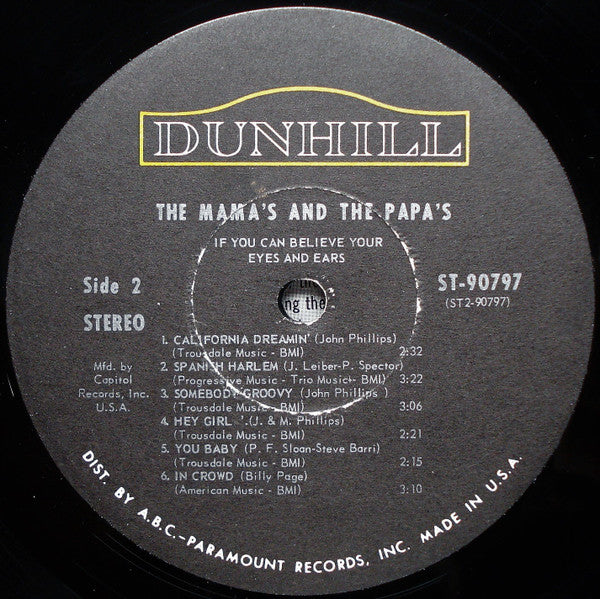 DUNHILL
THE MAMA'S AND THE PAPA'S
IF YOU CAN BELIEVE YOUR
EYES AND EARS
Side 2
STEREO
ST-90797
(ST2-90797)
ng the
Mfd. by
Capitol
Records, Inc.
U.S.A.
1. CALIFORNIA DREAMIN' (John Phillips)
(Trousdale Music - BMI) 2:32
2. SPANISH HARLEM (J. Leiber-P. Spector)
(Progressive Music - Trio Music - BMI) 3:22
3. SOMEBODY GROOVY (John Phillips )
(Trousdale Music - BMI) 3:06
4. HEY GIRL (J. & M. Phillips)
(Trousdale Music - BMI) 2:21
5. YOU BABY (P. F. Sloan-Steve Barri)
(Trousdale Music - BMI) 2:15
6. IN CROWD (Billy Page)
(American Music - BMI) 3:10
DIST. BY A.B.C.-PARAMOUNT RECORDS, INC. MADE IN U.S.A.